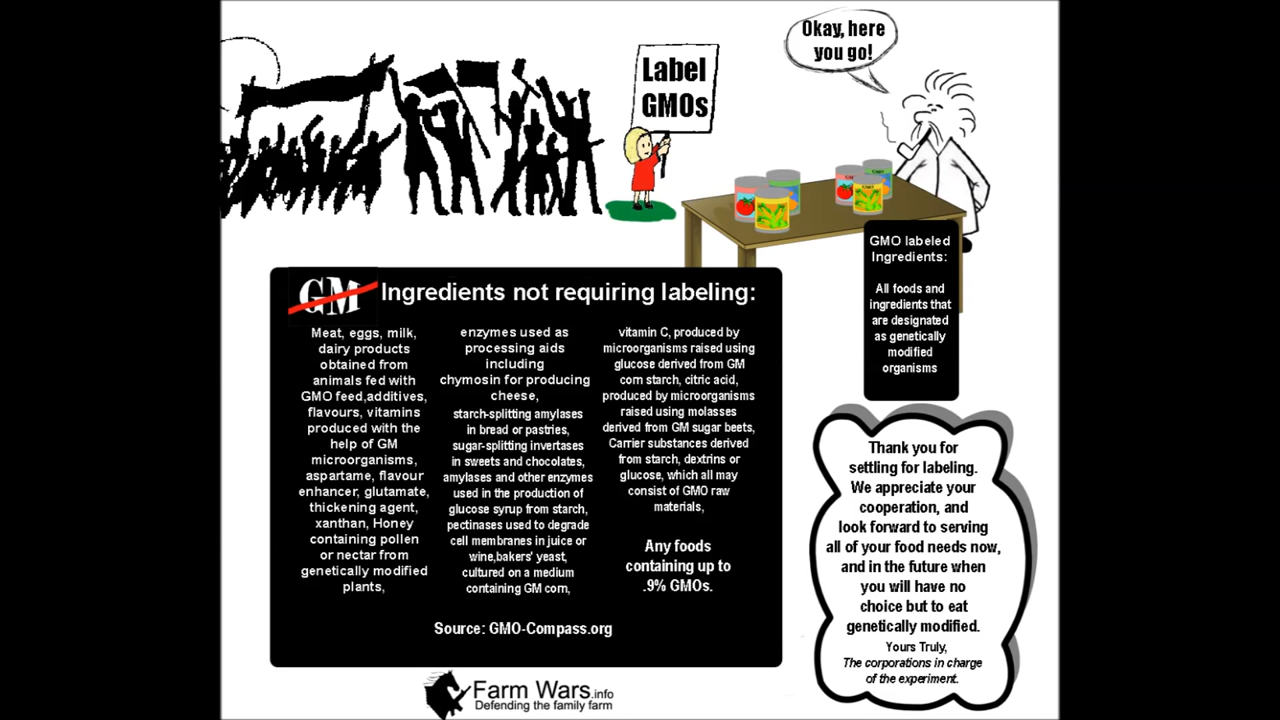 Okay, here
you go!
Label
GMOs
GMO labeled
Ingredients:
All foods and
ingredients that
are designated
as genetically
modified
organisms
GM Ingredients not requiring labeling:
Meat, eggs, milk,
dairy products
obtained from
animals fed with
GMO feed,additives,
flavours, vitamins
produced with the
help of GM
microorganisms,
aspartame, flavour
enhancer, glutamate,
thickening agent,
xanthan, Honey
containing pollen
or nectar from
genetically modified
plants,
enzymes used as
processing aids
including
chymosin for producing
cheese,
starch-splitting amylases
in bread or pastries,
sugar-splitting invertases
in sweets and chocolates,
amylases and other enzymes
used in the production of
glucose syrup from starch,
pectinases used to degrade
cell membranes in juice or
wine,bakers' yeast,
cultured on a medium
containing GM corn,
vitamin C, produced by
microorganisms raised using
glucose derived from GM
corn starch, citric acid,
produced by microorganisms
raised using molasses
derived from GM sugar beets,
Carrier substances derived
from starch, dextrins or
glucose, which all may
consist of GMO raw
materials,
Any foods
containing up to
.9% GMOs.
Source: GMO-Compass.org
Thank you for
settling for labeling.
We appreciate your
cooperation, and
look forward to serving
all of your food needs now,
and in the future when
you will have no
choice but to eat
genetically modified.
Yours Truly,
The corporations in charge
of the experiment.
Farm Wars.info
Defending the family farm